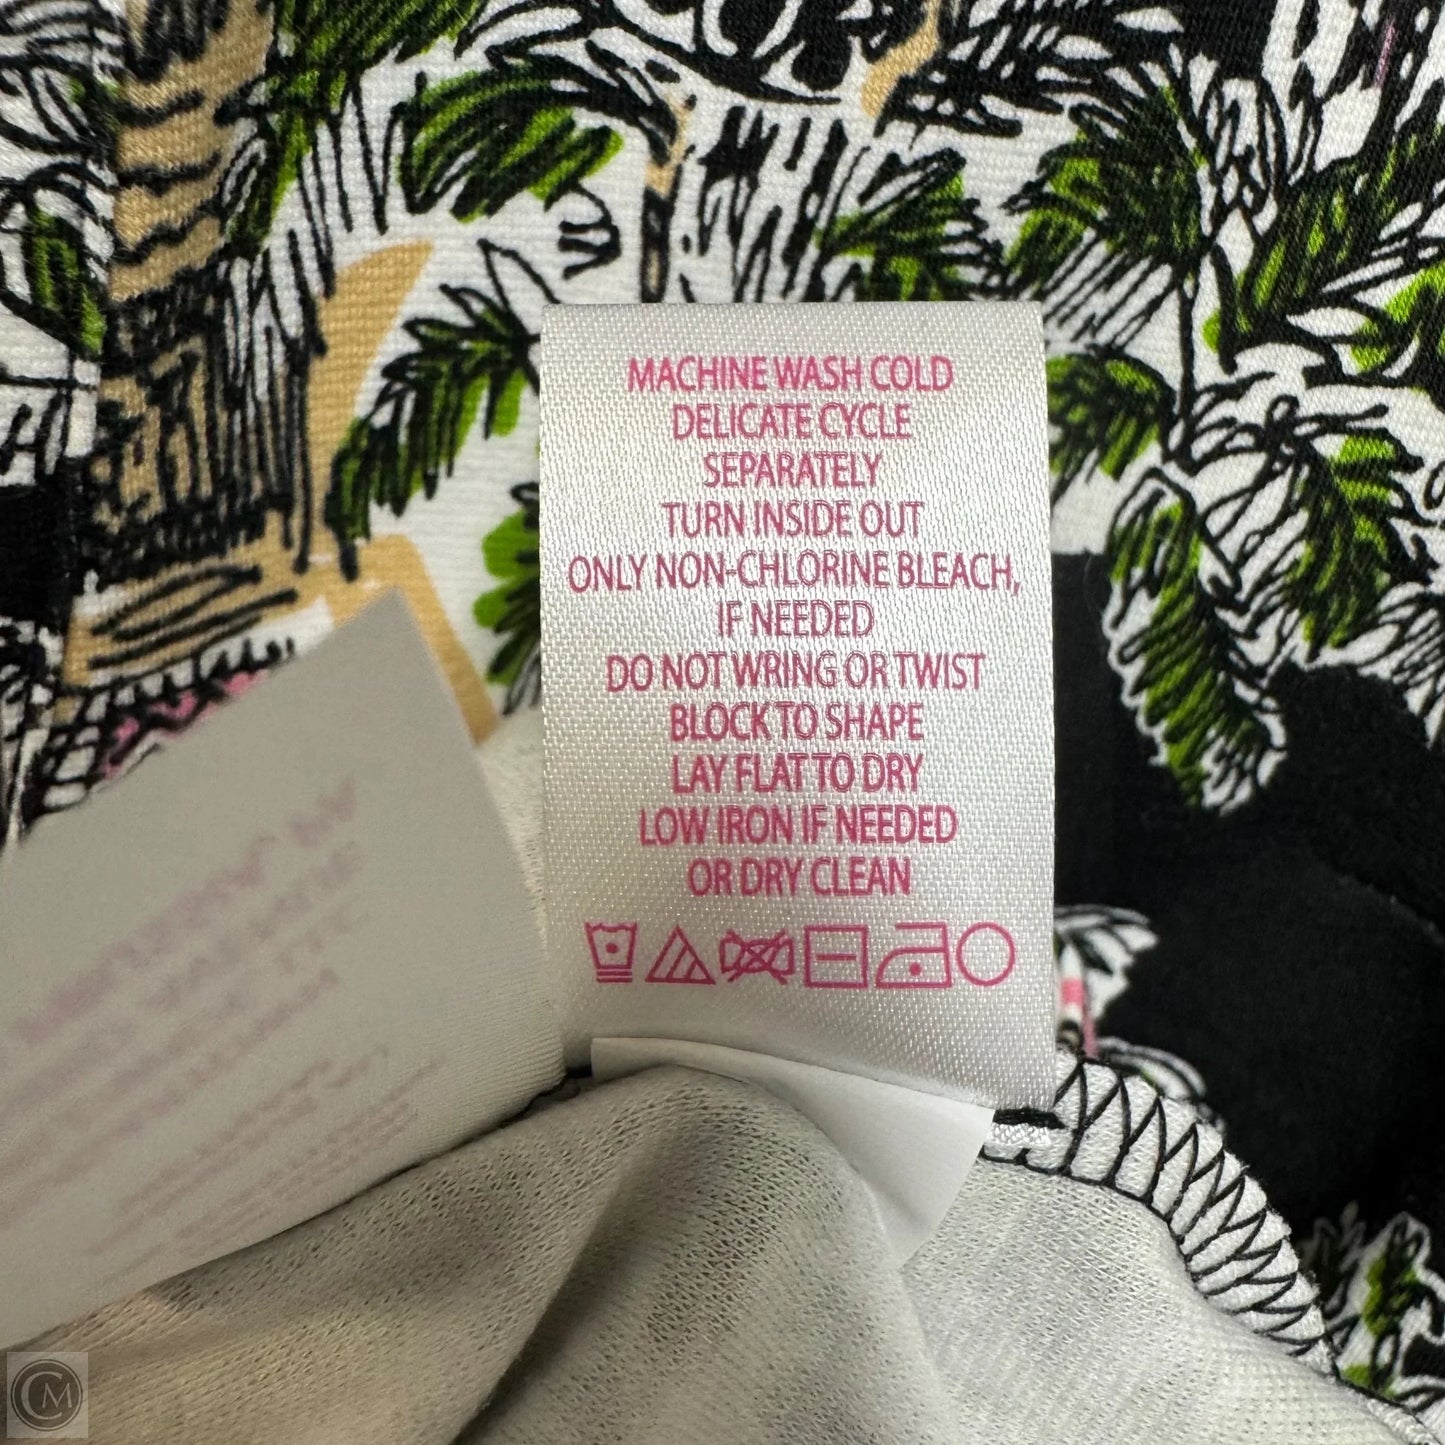 MACHINE WASH COLD
DELICATE CYCLE
SEPARATELY
TURN INSIDE OUT
ONLY NON-CHLORINE BLEACH,
IF NEEDED
DO NOT WRING OR TWIST
BLOCK TO SHAPE
LAY FLAT TO DRY
LOW IRON IF NEEDED
OR DRY CLEAN
CM